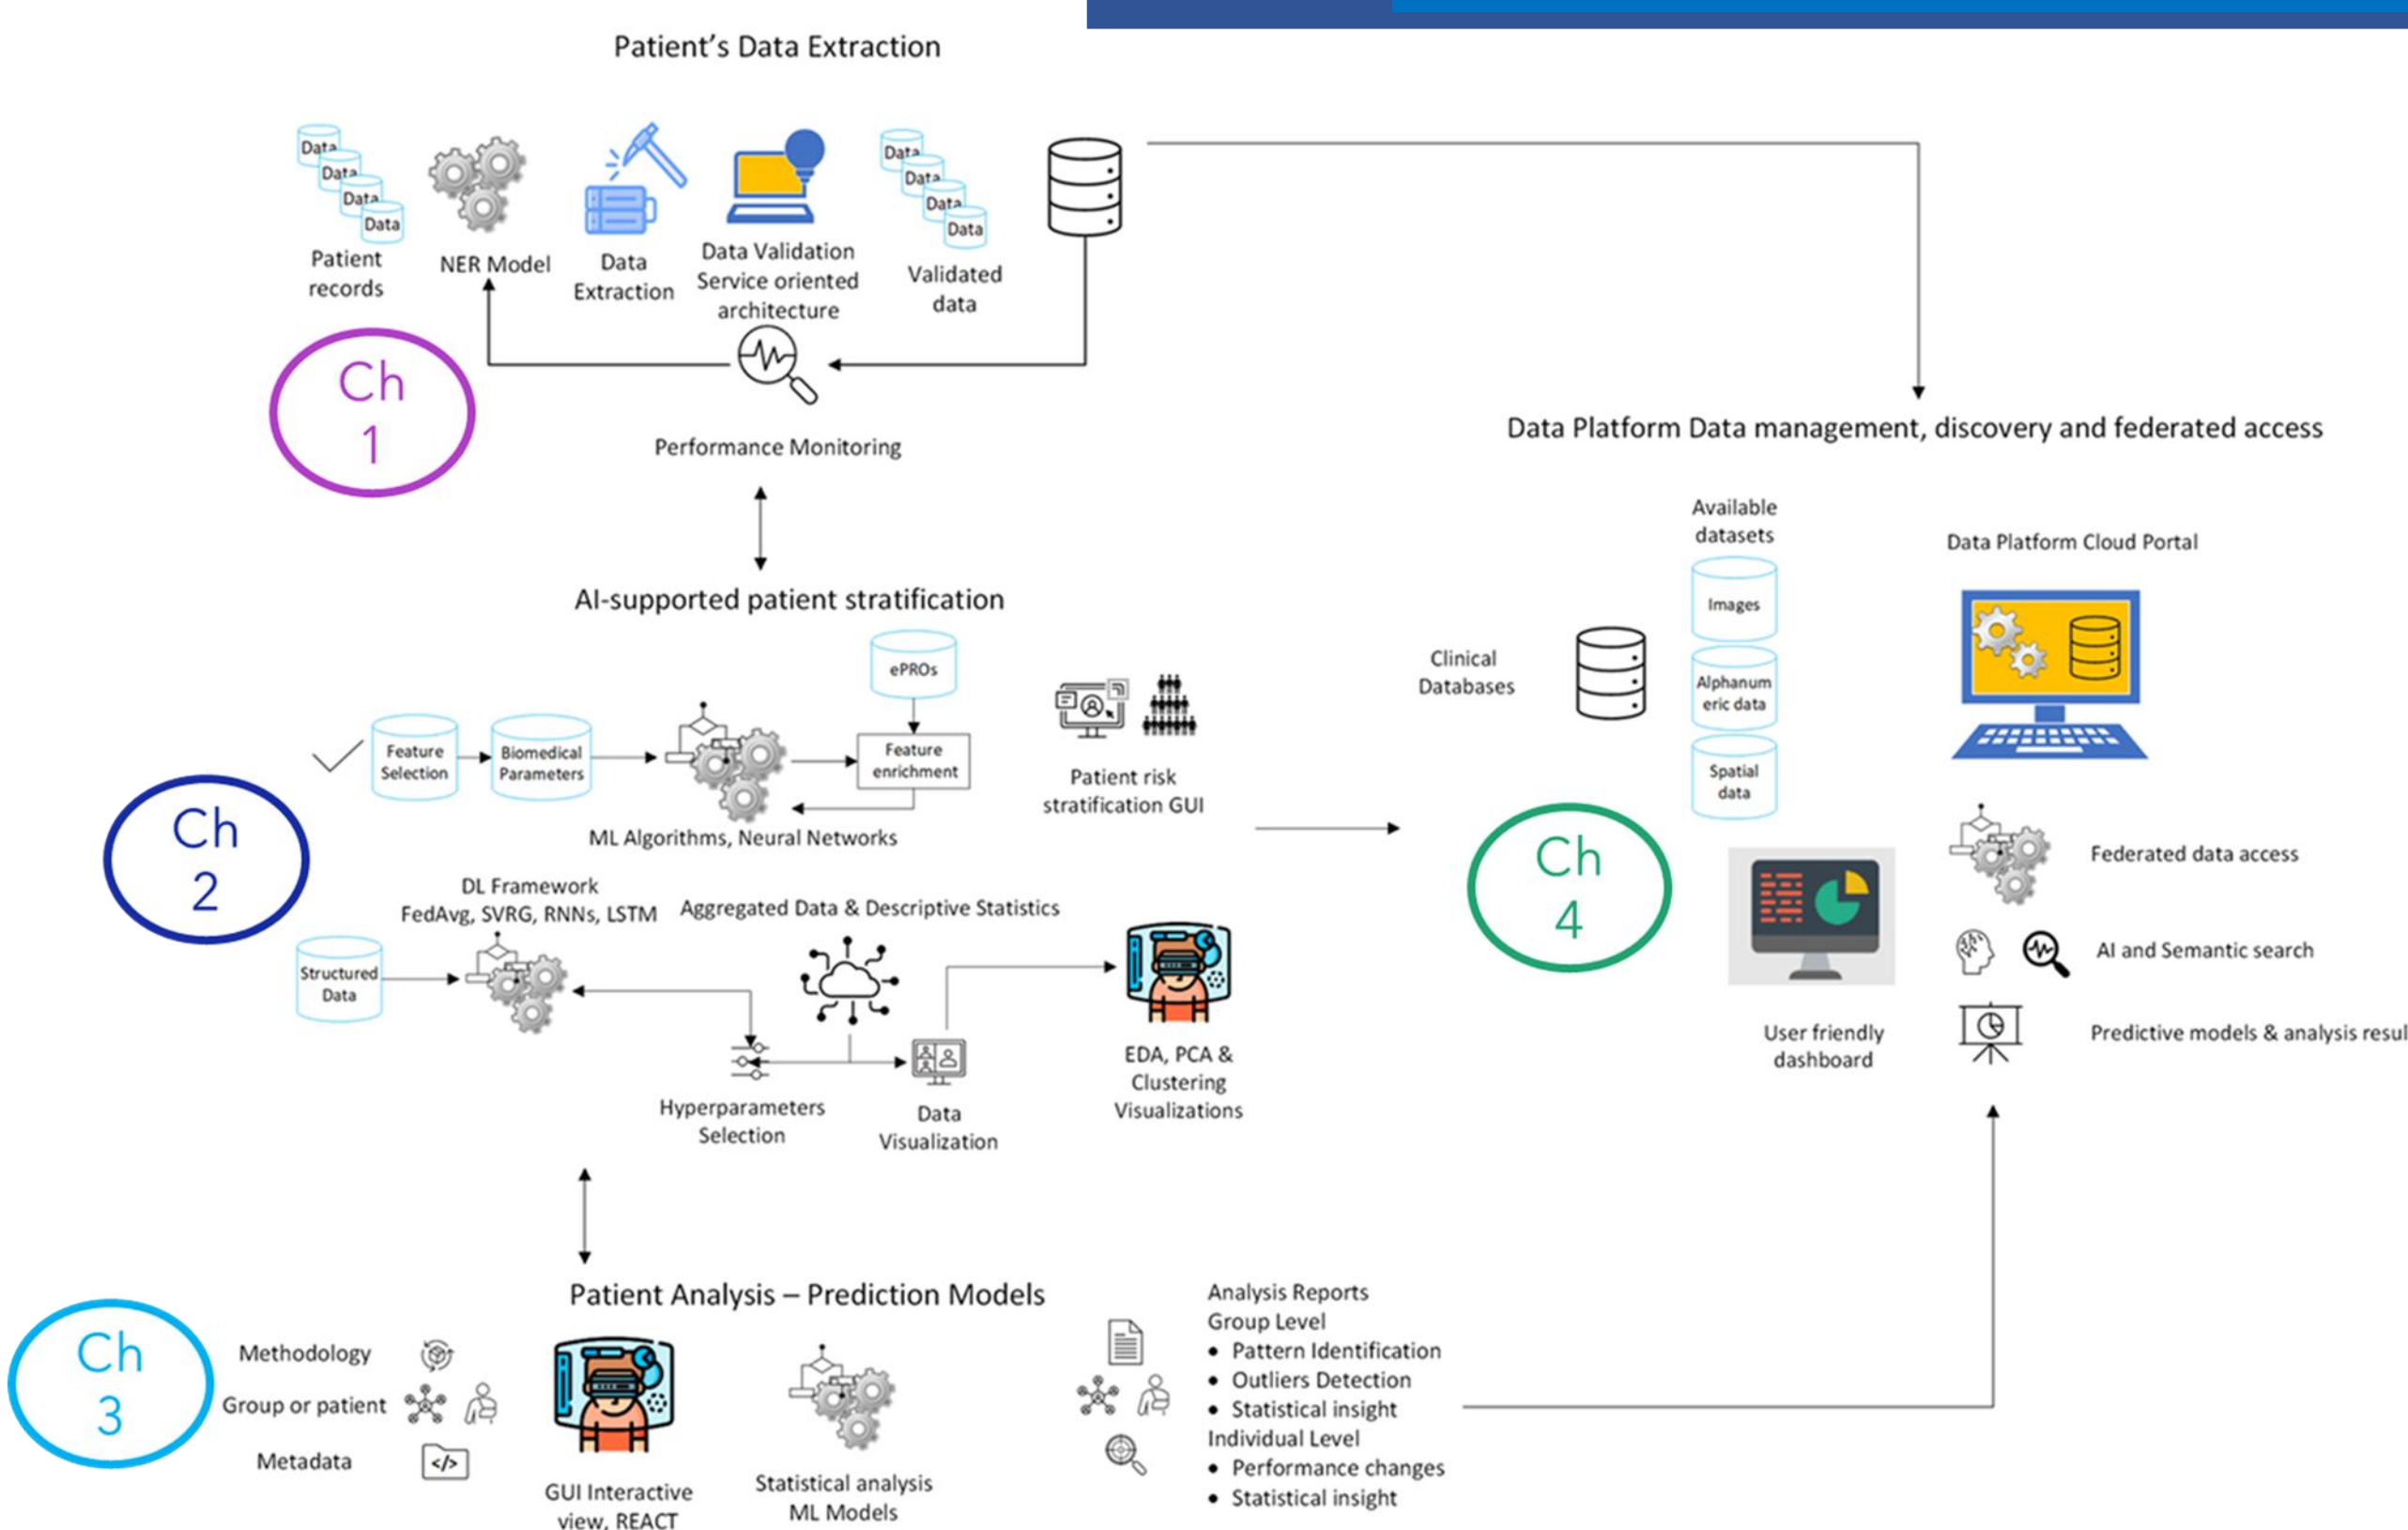 Patient's Data Extraction
Data
Data
Data
Data
Patient
records
NER Model
Data
Extraction
Data Validation
Service oriented
architecture
Data
Data
Data
Data
Validated
data
Ch
1
Performance Monitoring
AI-supported patient stratification
ePROs
Feature
Selection
Biomedical
Parameters
Feature
enrichment
ML Algorithms, Neural Networks
Patient risk
stratification GUI
Ch
2
DL Framework
FedAvg, SVRG, RNNs, LSTM
Aggregated Data & Descriptive Statistics
Structured
Data
Hyperparameters
Selection
Data
Visualization
EDA, PCA &
Clustering
Visualizations
Patient Analysis – Prediction Models
Ch
3
Methodology
Group or patient
Metadata
</>
GUI Interactive
view, REACT
Statistical analysis
ML Models
Analysis Reports
Group Level
• Pattern Identification
• Outliers Detection
• Statistical insight
Individual Level
• Performance changes
• Statistical insight
Data Platform Data management, discovery and federated access
Available
datasets
Images
Alphanum
eric data
Spatial
data
Clinical
Databases
Data Platform Cloud Portal
Ch
4
User friendly
dashboard
Federated data access
AI and Semantic search
Predictive models & analysis resul